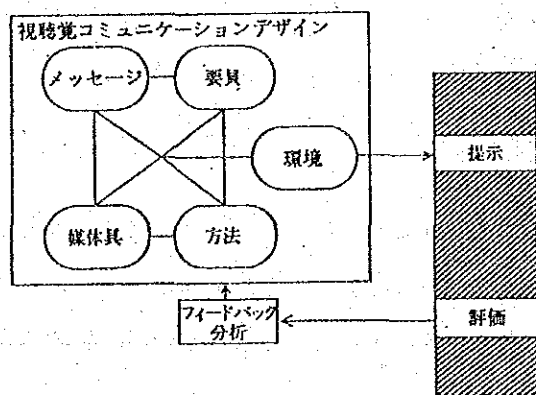 視聴覚コミュニケーションデザイン
メッセージ
要具
環境
媒体具
方法
提示
評価
フィードバック
分析